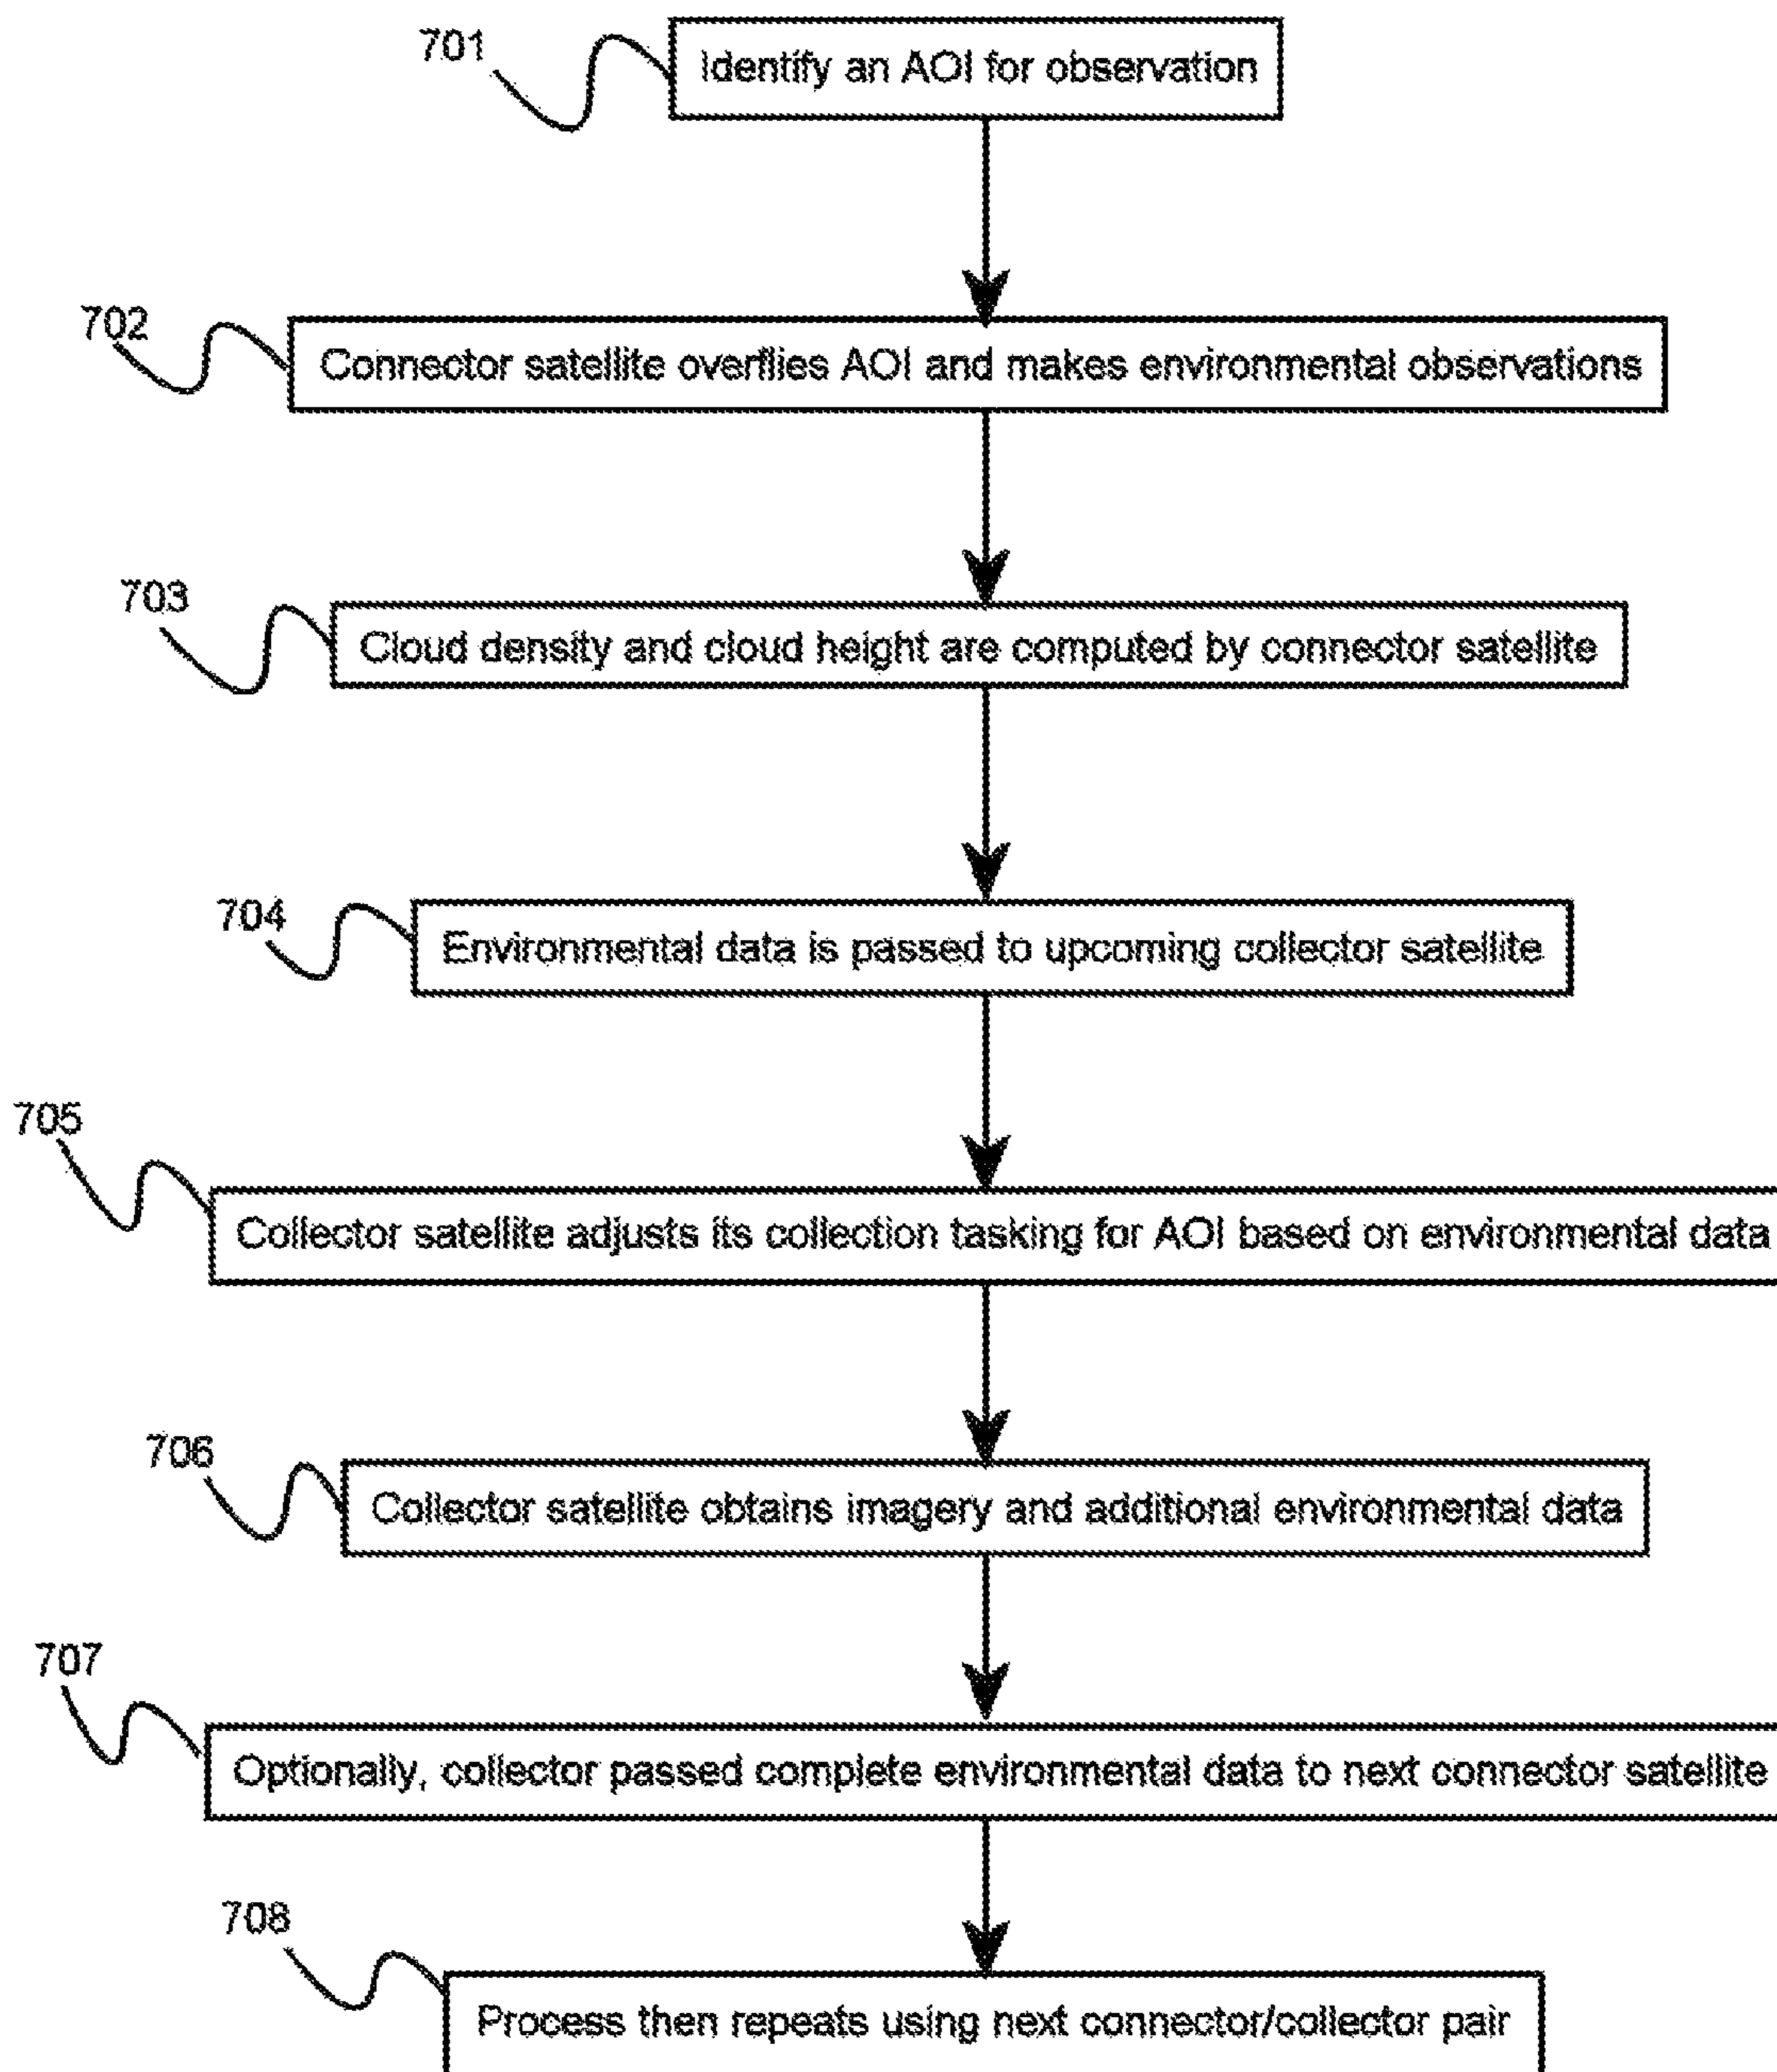 701
Identify an AOI for observation
702
Connector satellite overflies AOI and makes environmental observations
703
Cloud density and cloud height are computed by connector satellite
704
Environmental data is passed to upcoming collector satellite
705
Collector satellite adjusts its collection tasking for AOI based on environmental data
706
Collector satellite obtains imagery and additional environmental data
707
Optionally, collector passed complete environmental data to next connector satellite
708
Process then repeats using next connector/collector pair